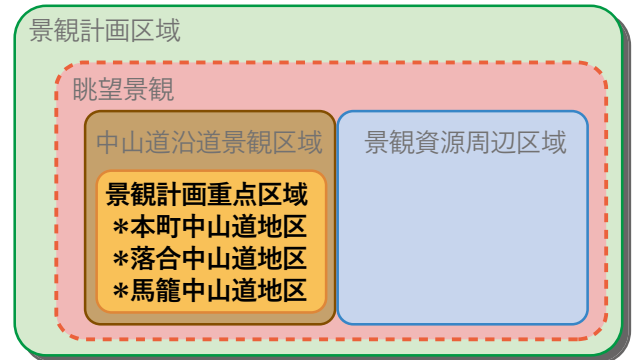 景観計画区域
眺望景観
中山道沿道景観区域
景観資源周辺区域
景観計画重点区域
*本町中山道地区
*落合中山道地区
*馬籠中山道地区